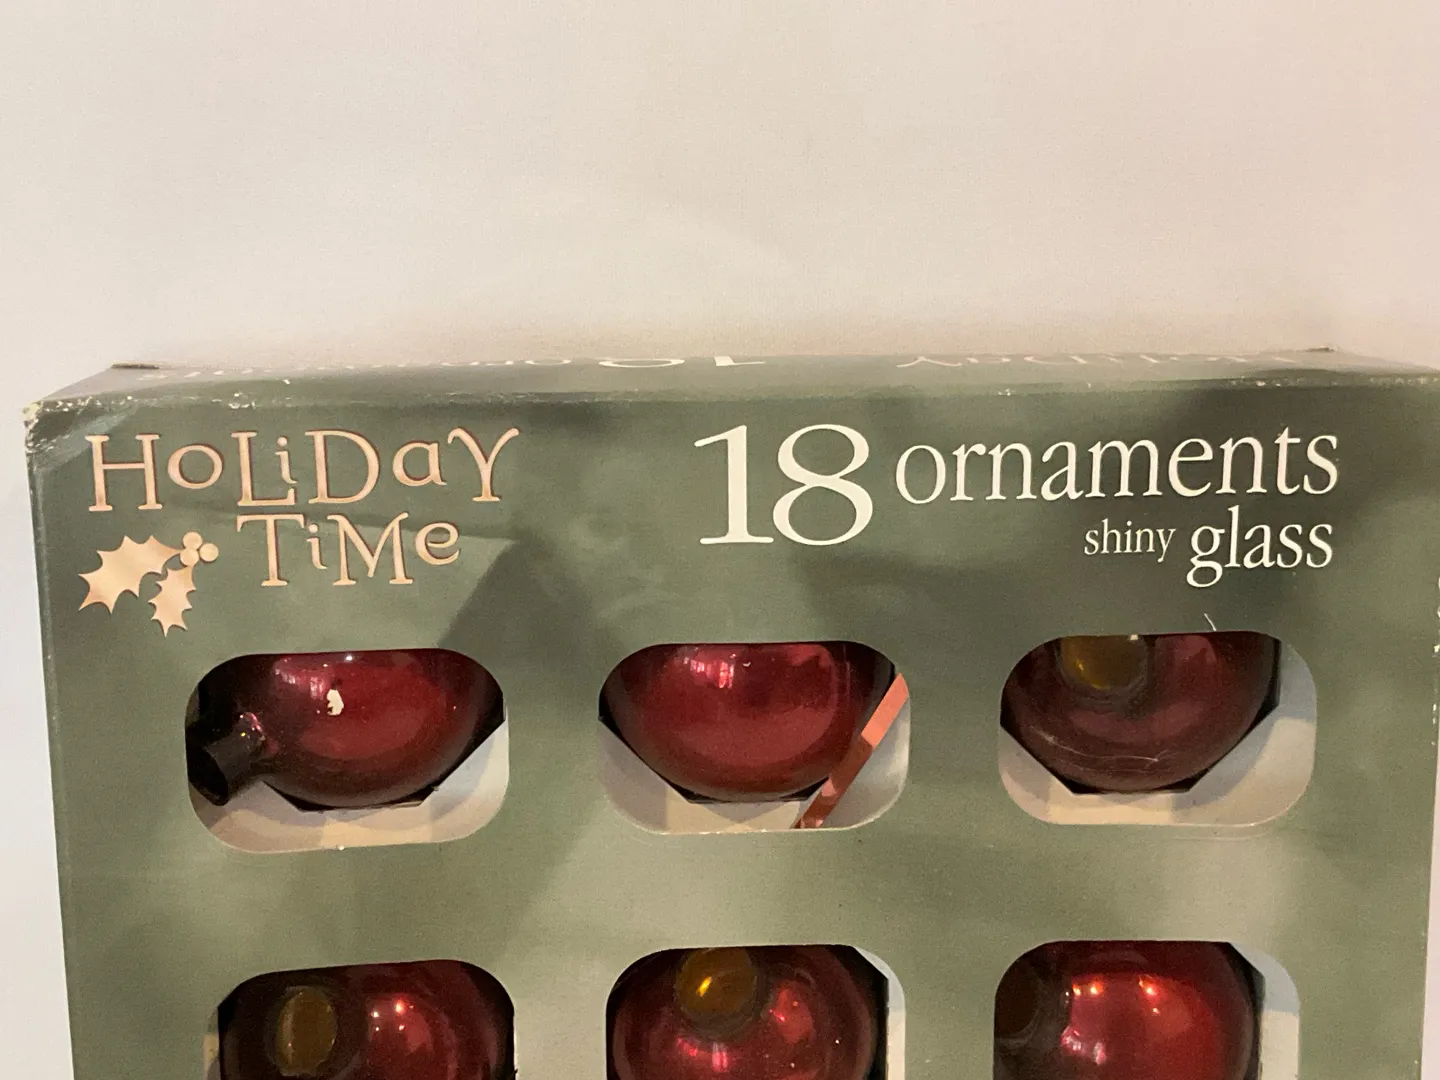 HoLiDaY
TiMe
18 ornaments
shiny glass